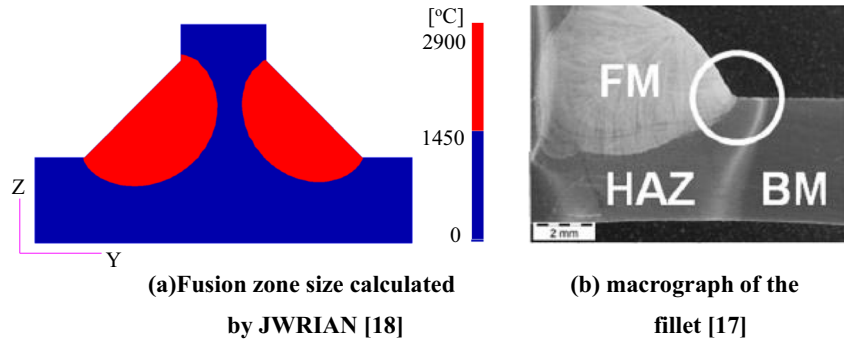 [°C]
2900
1450
0
Z
Y
FM
HAZ
BM
2 mm
(a)Fusion zone size calculated
by JWRIAN [18]
(b) macrograph of the
fillet [17]